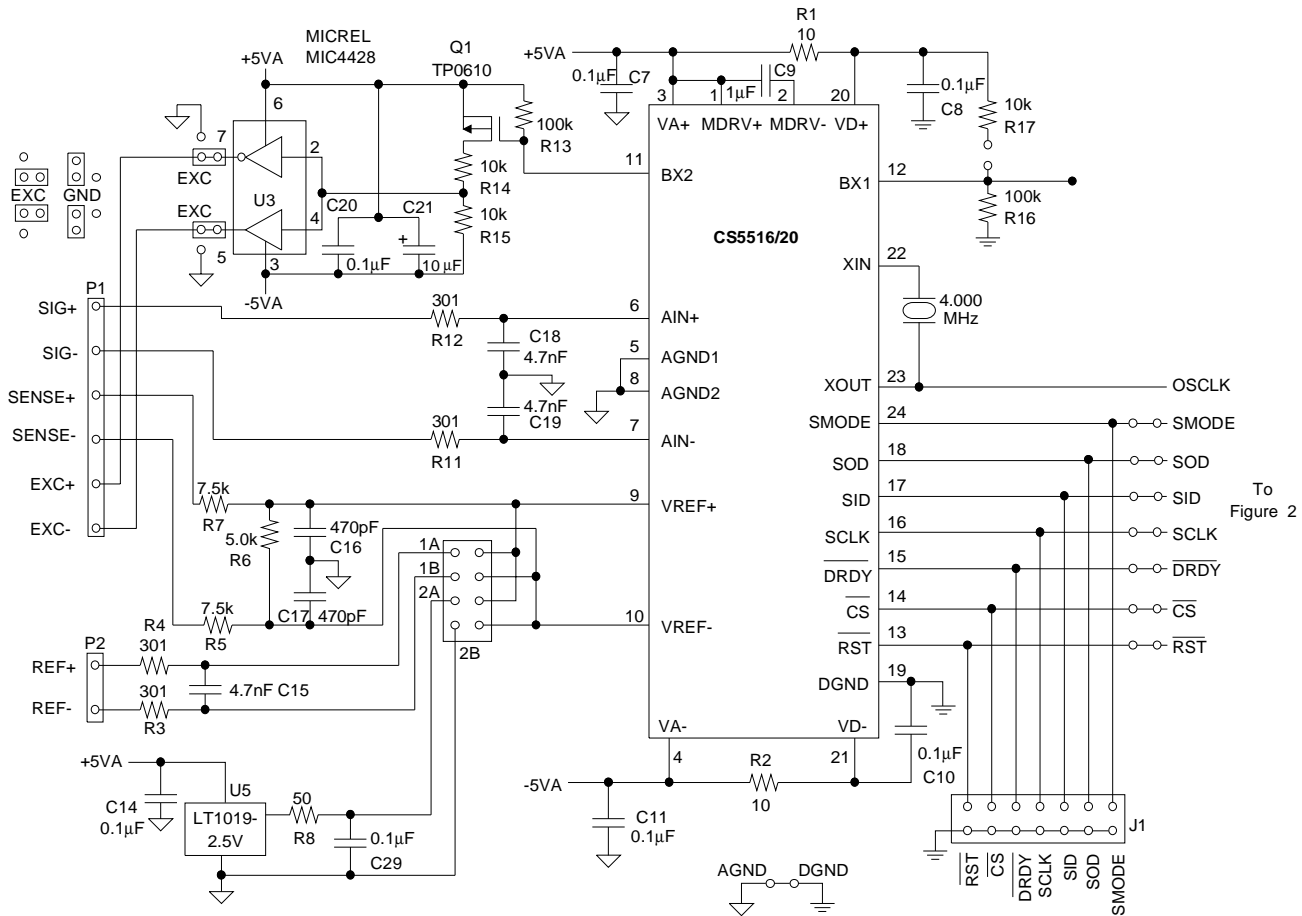 MICREL
MIC4428
+5VA
6
7
EXC
2
U3
EXC
4
5
3
-5VA
EXC
GND
Q1
TP0610
100k
R13
10k
R14
10k
R15
C20
0.1μF
C21
+
10 μF
R1
10
+5VA
0.1μF
C7
C9
1μF
0.1μF
C8
10k
R17
100k
R16
3
1
2
20
VA+
MDRV+
MDRV-
VD+
11
BX2
12
BX1
CS5516/20
22
XIN
4.000
MHz
P1
SIG+
SIG-
SENSE+
SENSE-
EXC+
EXC-
301
R12
C18
4.7nF
4.7nF
C19
301
R11
6
AIN+
5
AGND1
8
AGND2
7
AIN-
9
VREF+
10
VREF-
23
XOUT
OSCLK
24
SMODE
SMODE
18
SOD
SOD
17
SID
SID
16
SCLK
SCLK
15
DRDY
DRDY
14
CS
CS
13
RST
RST
19
DGND
To
Figure 2
7.5k
R7
5.0k
R6
470pF
C16
C17
470pF
7.5k
R5
1A
1B
2A
2B
P2
REF+
REF-
R4
301
301
R3
4.7nF C15
+5VA
C14
0.1μF
U5
LT1019-
2.5V
50
R8
0.1μF
C29
VA-
VD-
4
21
-5VA
R2
10
C11
0.1μF
0.1μF
C10
AGND
DGND
J1
RST
CS
DRDY
SCLK
SID
SOD
SMODE